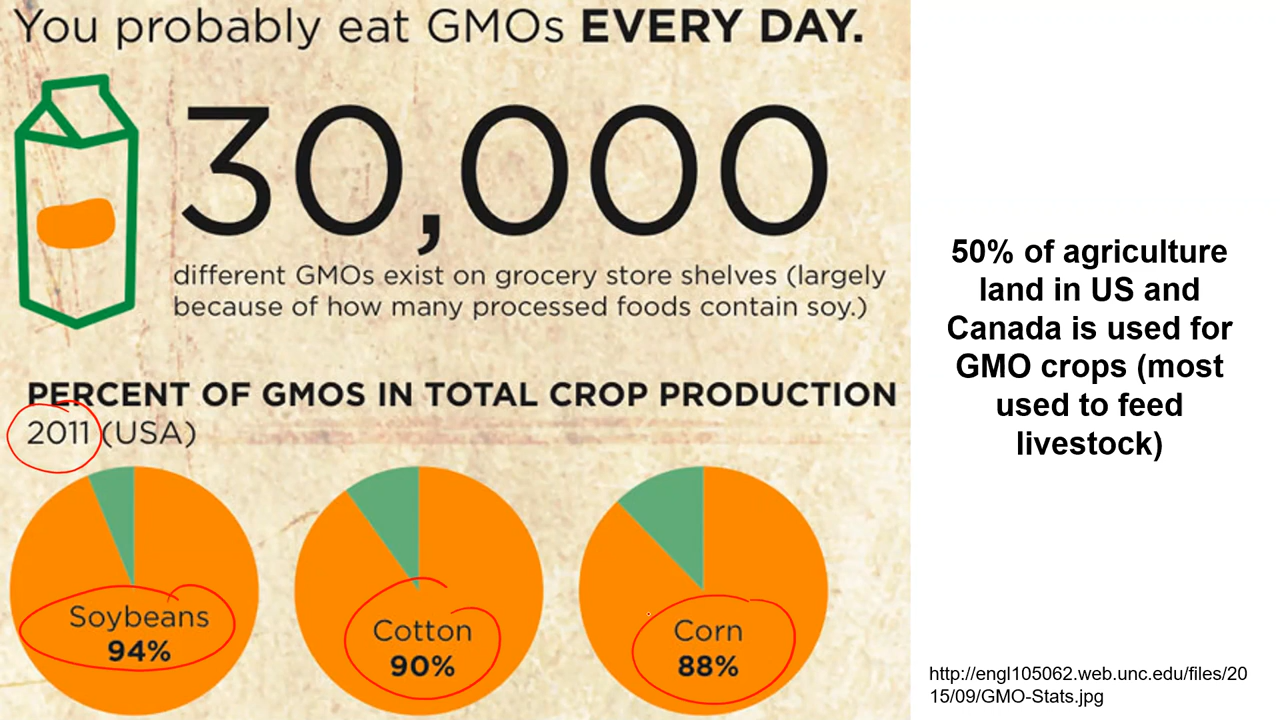 You probably eat GMOs EVERY DAY.
30,000
different GMOs exist on grocery store shelves (largely
because of how many processed foods contain soy.)
PERCENT OF GMOS IN TOTAL CROP PRODUCTION
2011 (USA)
Soybeans
94%
Cotton
90%
Corn
88%
50% of agriculture
land in US and
Canada is used for
GMO crops (most
used to feed
livestock)
http://engl105062.web.unc.edu/files/20
15/09/GMO-Stats.jpg